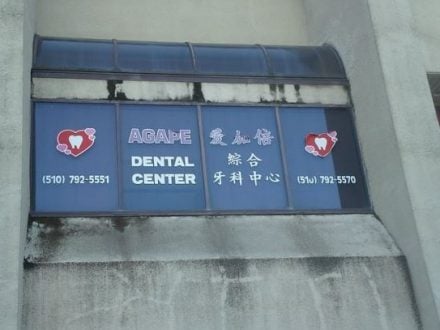 AGAPE
DENTAL
CENTER
(510) 792-5551
愛加倍
綜合
牙科中心
(510) 792-5570